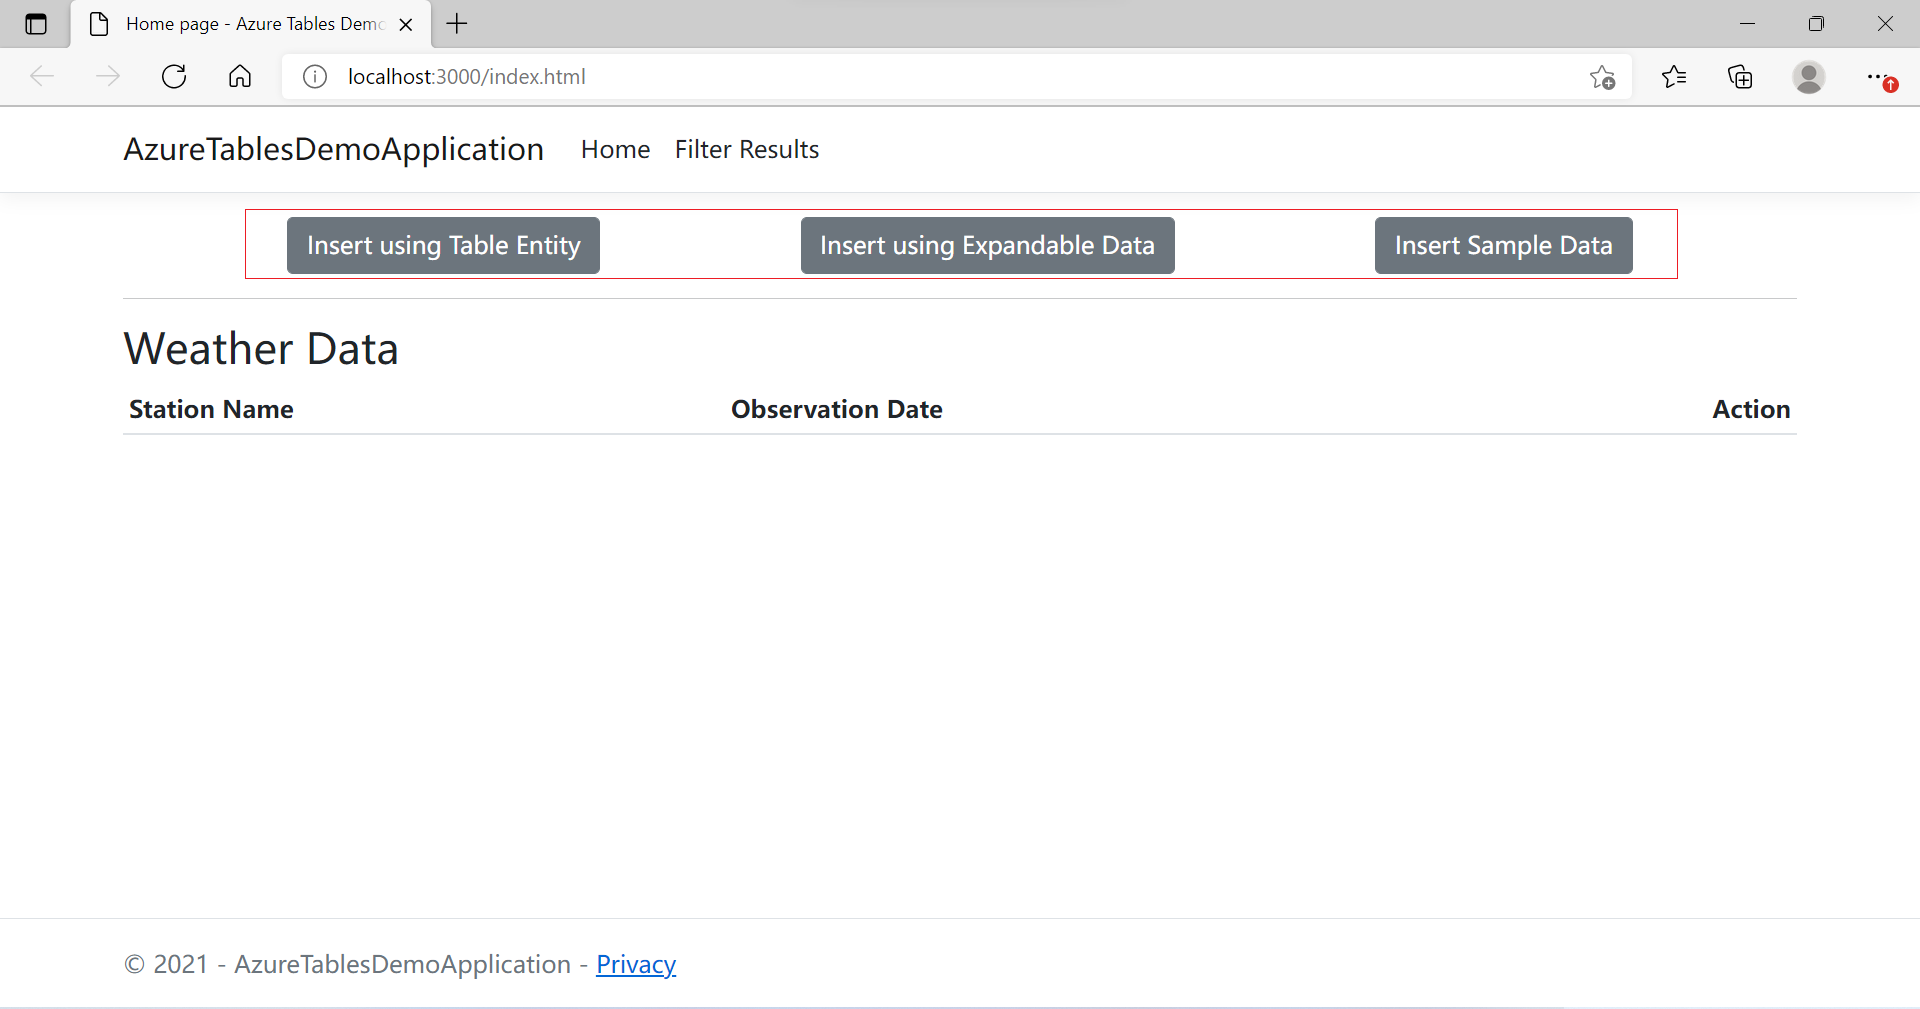 Home page - Azure Tables Demo
localhost:3000/index.html
AzureTablesDemoApplication Home Filter Results
Insert using Table Entity Insert using Expandable Data Insert Sample Data
Weather Data
Station Name Observation Date Action
© 2021 - AzureTablesDemoApplication - Privacy